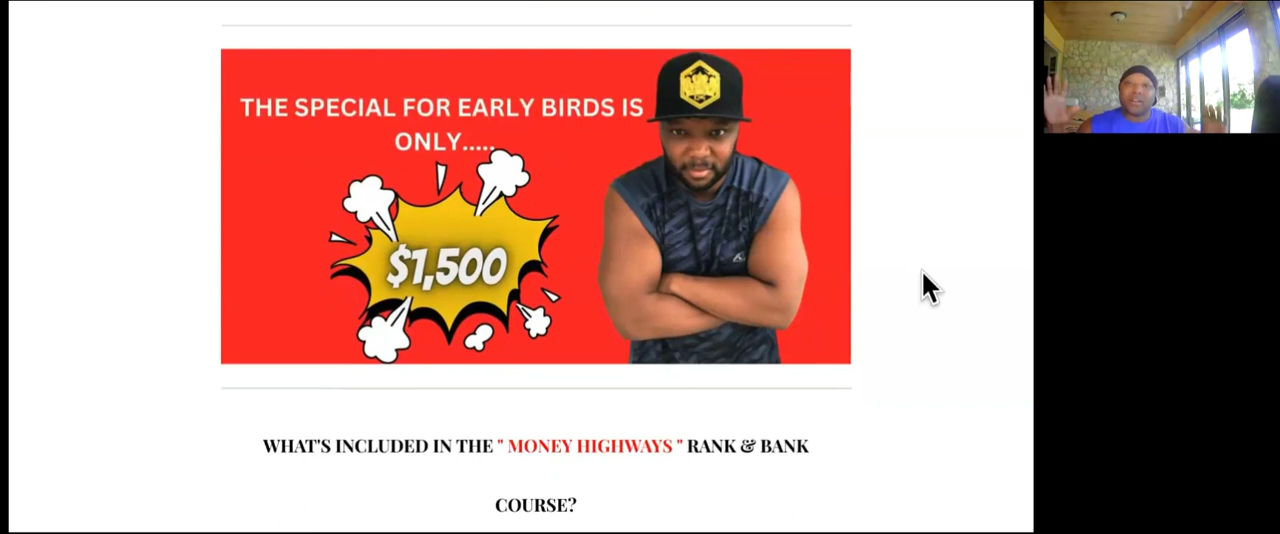 THE SPECIAL FOR EARLY BIRDS IS
ONLY.....
$1,500
WHAT'S INCLUDED IN THE " MONEY HIGHWAYS " RANK & BANK
COURSE?